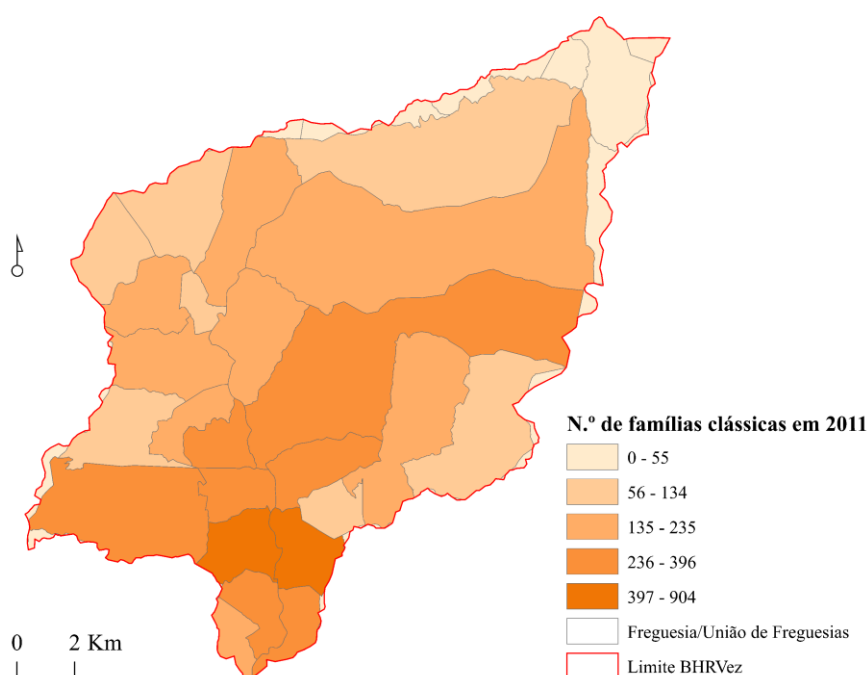 N.º de famílias clássicas em 2011
0 - 55
56 - 134
135 - 235
236 - 396
397 - 904
Freguesia/União de Freguesias
Limite BHRVez
0 2 Km